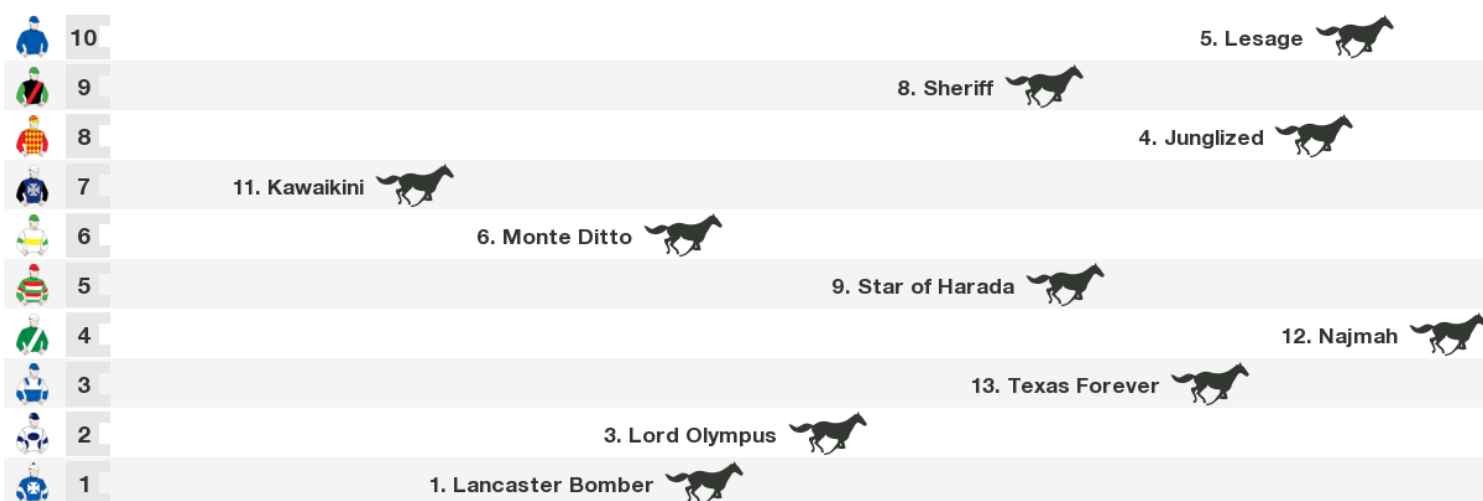 10 5. Lesage
9 8. Sheriff
8 4. Junglized
7 11. Kawaikini
6 6. Monte Ditto
5 9. Star of Harada
4 12. Najmah
3 13. Texas Forever
2 3. Lord Olympus
1 1. Lancaster Bomber